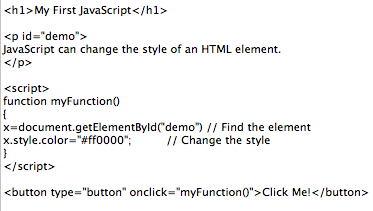 <h1>My First JavaScript</h1>
<p id="demo">
JavaScript can change the style of an HTML element.
</p>
<script>
function myFunction()
{
x=document.getElementById("demo") // Find the element
x.style.color="#ff0000"; // Change the style
}
</script>
<button type="button" onclick="myFunction()">Click Me!</button>